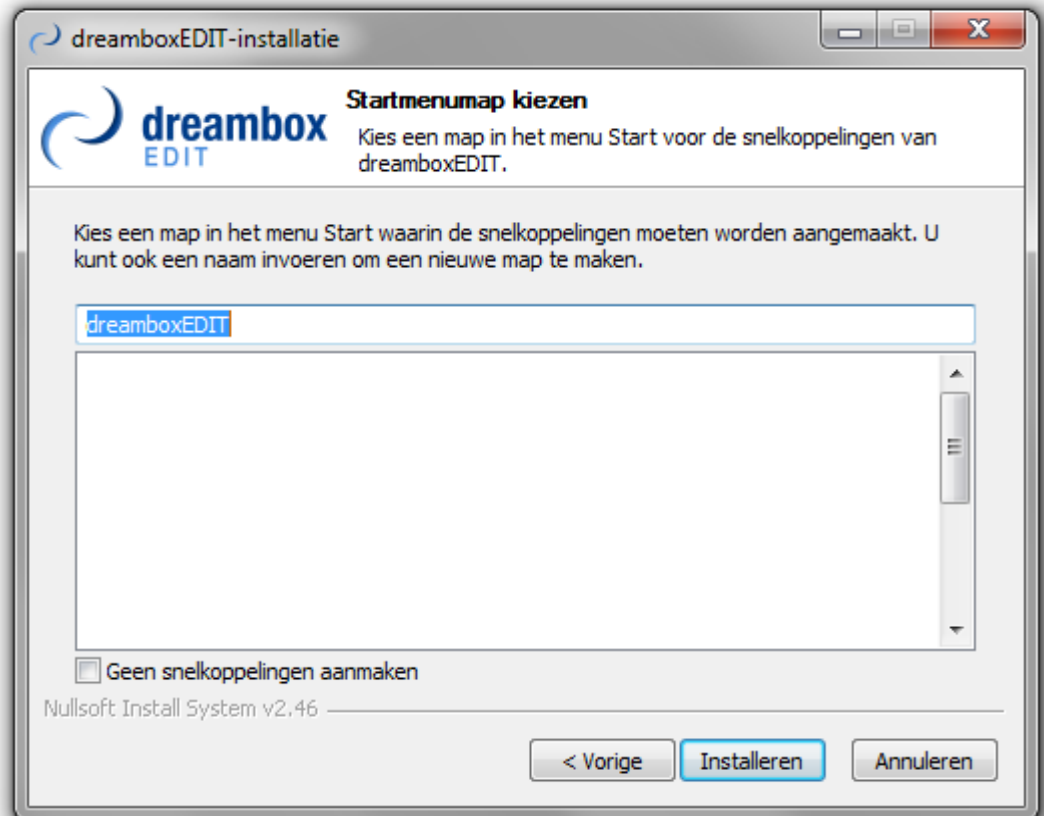 dreamboxEDIT-installatie
dreambox
EDIT
Startmenumap kiezen
Kies een map in het menu Start voor de snelkoppelingen van
dreamboxEDIT.
Kies een map in het menu Start waarin de snelkoppelingen moeten worden aangemaakt. U
kunt ook een naam invoeren om een nieuwe map te maken.
dreamboxEDIT
Geen snelkoppelingen aanmaken
Nullsoft Install System v2.46
< Vorige
Installeren
Annuleren